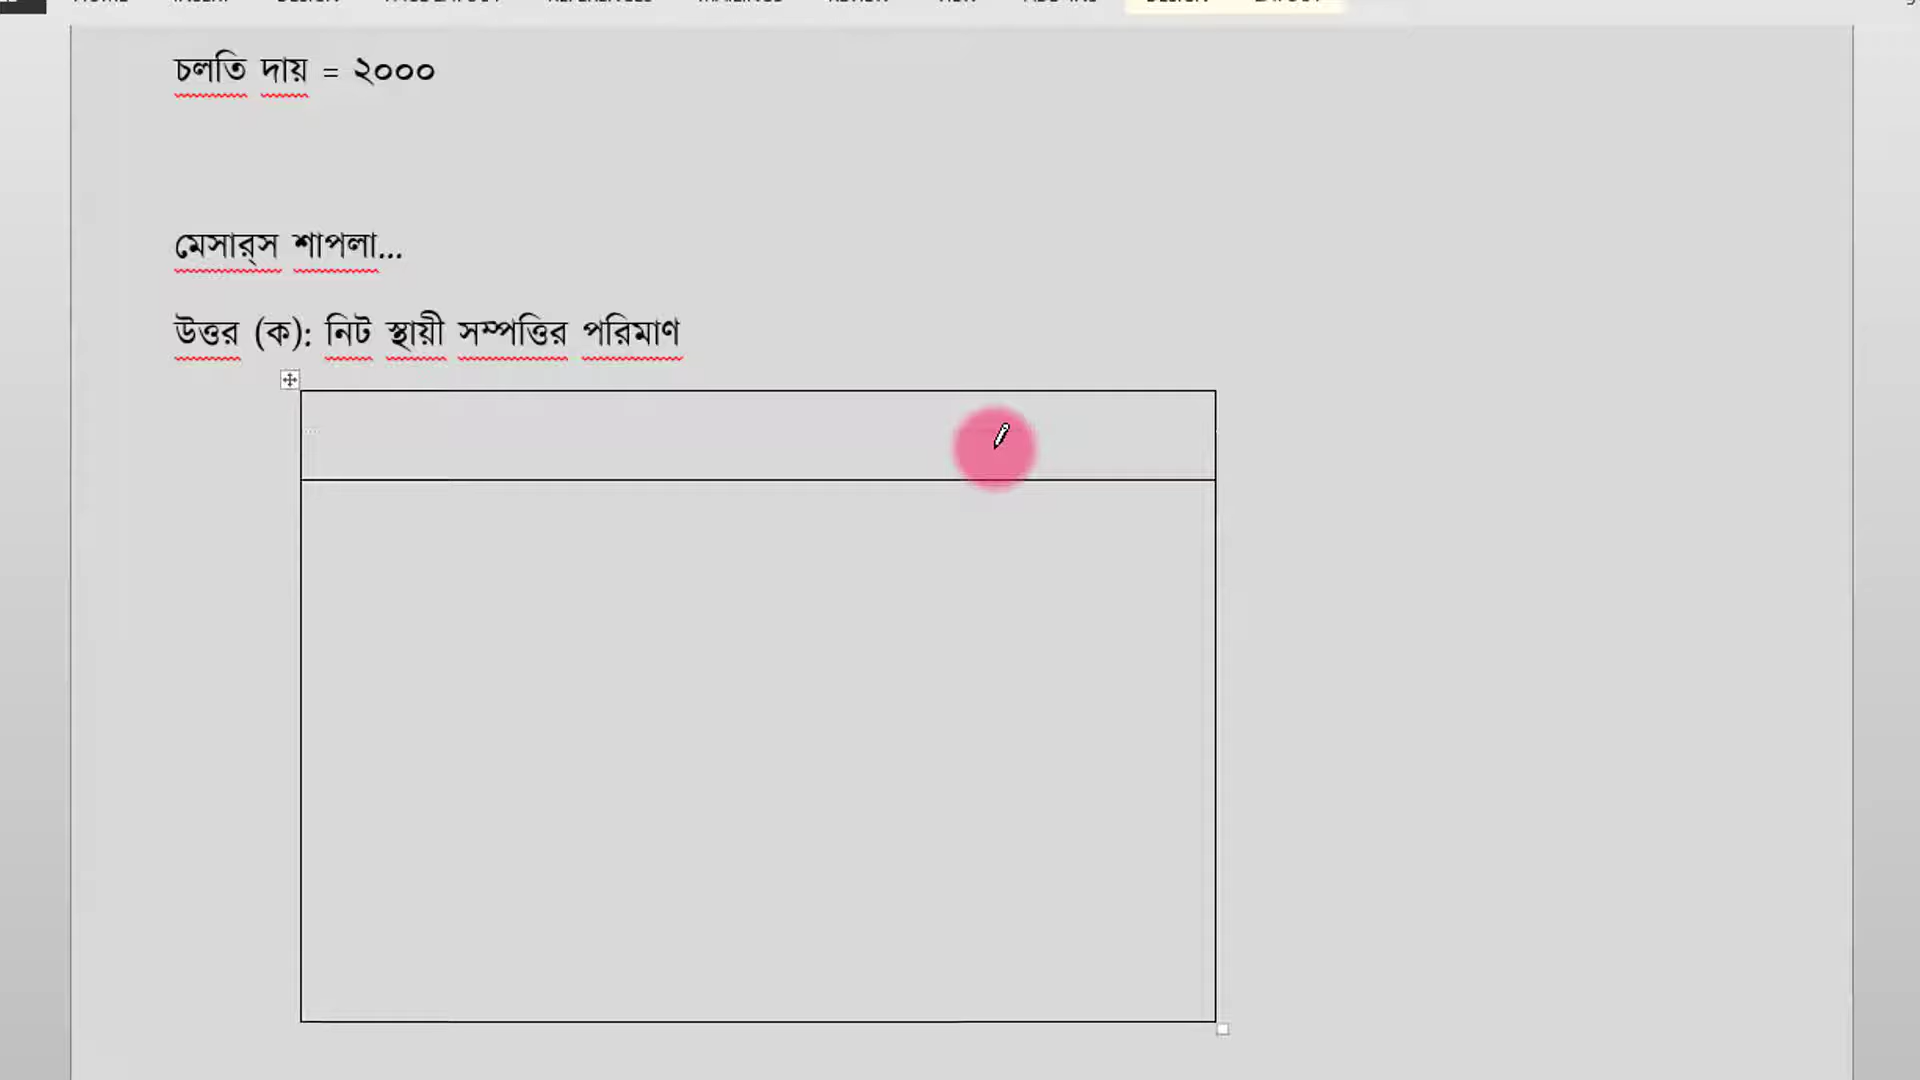 চলতি দায় = ২০০০
মেসার্স শাপলা...
উত্তর (ক): নিট স্থায়ী সম্পত্তির পরিমাণ